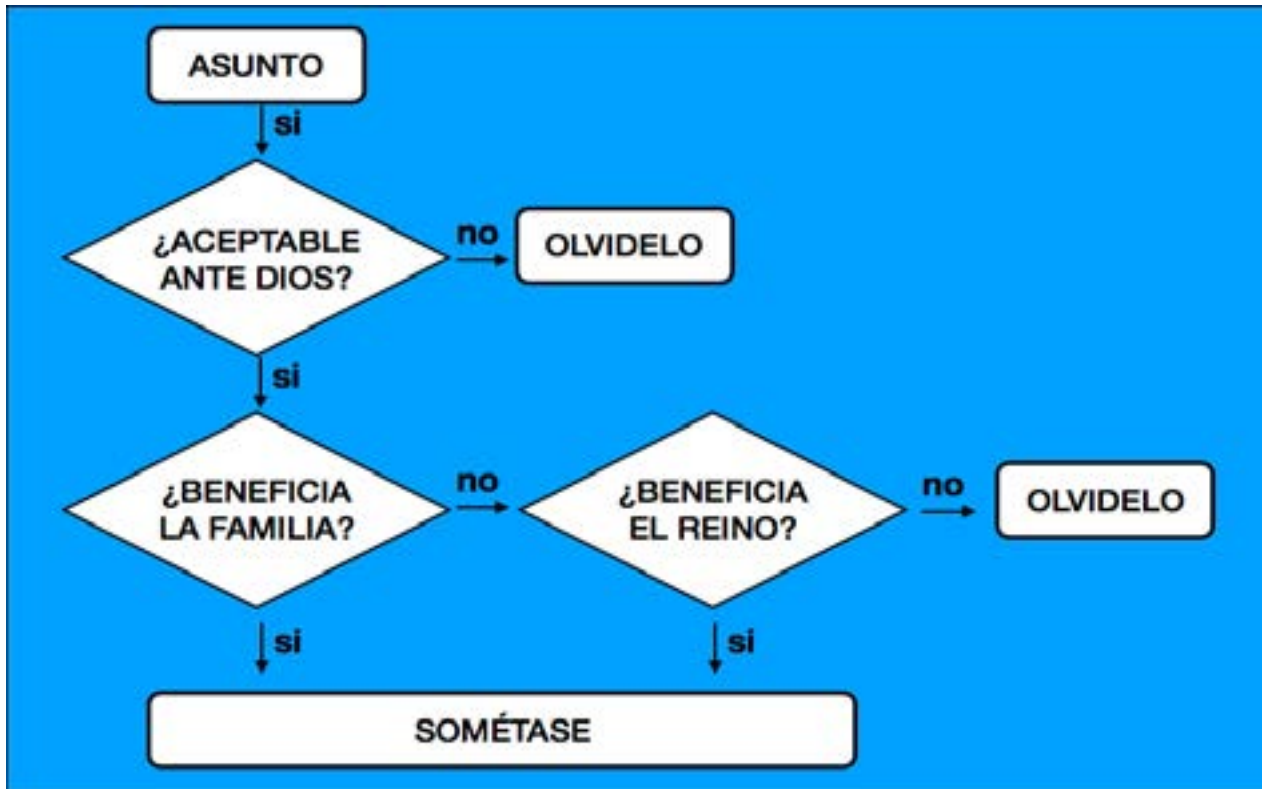 ASUNTO
si
¿ACEPTABLE
ANTE DIOS?
no
OLVIDELO
si
¿BENEFICIA
LA FAMILIA?
no
¿BENEFICIA
EL REINO?
no
OLVIDELO
si
si
SOMÉTASE